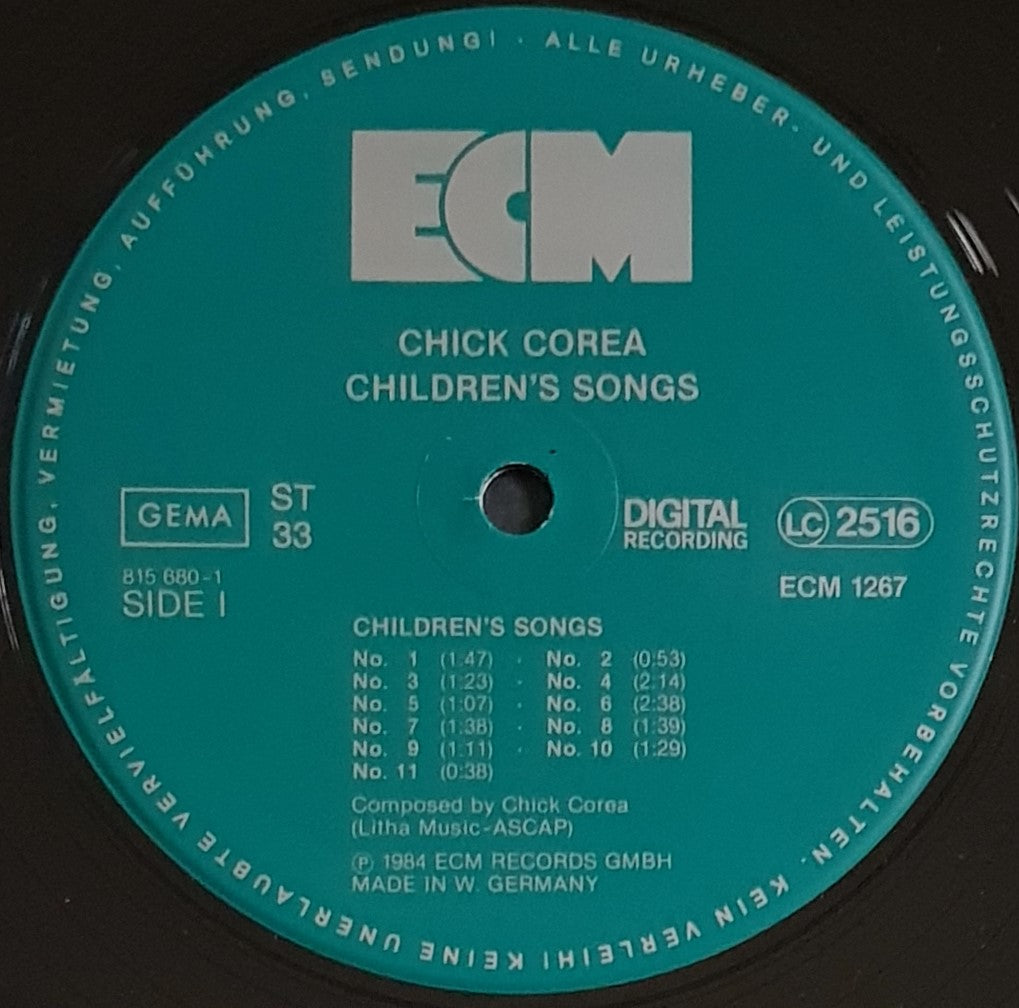 ALLE URHEBER- UND LEISTUNGSSCHUTZRECHTE VORBEHALTEN. KEIN VERLEIH! KEINE UNERLAUBTE VERVIELFÄLTIGUNG, VERMIETUNG, AUFFÜHRUNG, SENDUNG! ·
ECM
CHICK COREA
CHILDREN'S SONGS
GEMA
ST
33
DIGITAL
RECORDING
LC 2516
815 680-1
SIDE I
ECM 1267
CHILDREN'S SONGS
No. 1 (1:47) · No. 2 (0:53)
No. 3 (1:23) · No. 4 (2:14)
No. 5 (1:07) · No. 6 (2:38)
No. 7 (1:38) · No. 8 (1:39)
No. 9 (1:11) · No. 10 (1:29)
No. 11 (0:38)
Composed by Chick Corea
(Litha Music-ASCAP)
℗ 1984 ECM RECORDS GMBH
MADE IN W. GERMANY